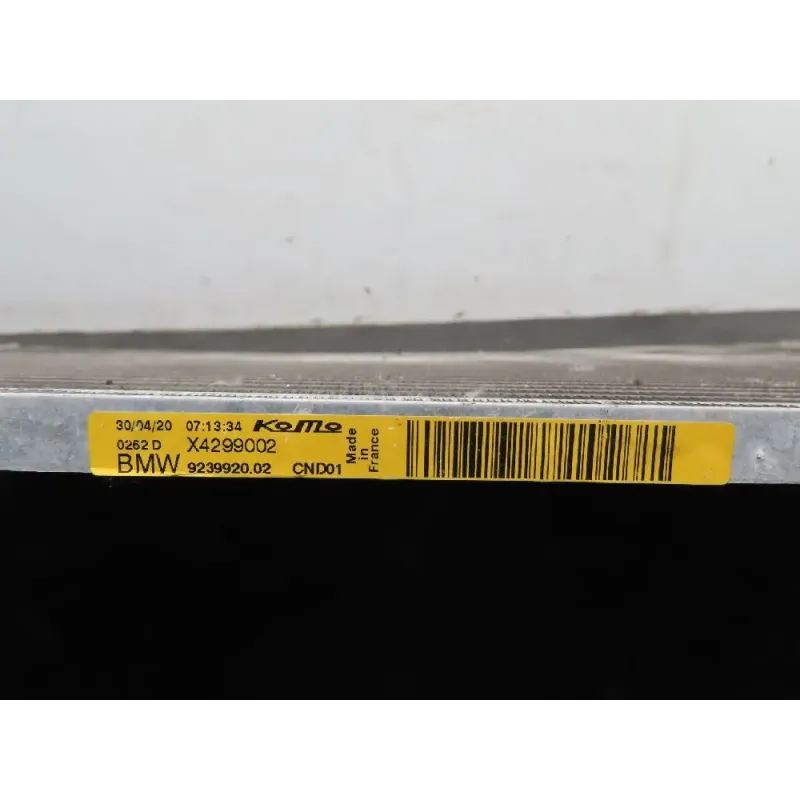 30/04/20 07:13:34 KoMo
0262 D X4299002
BMW 9239920.02 CND01
Made
in
France